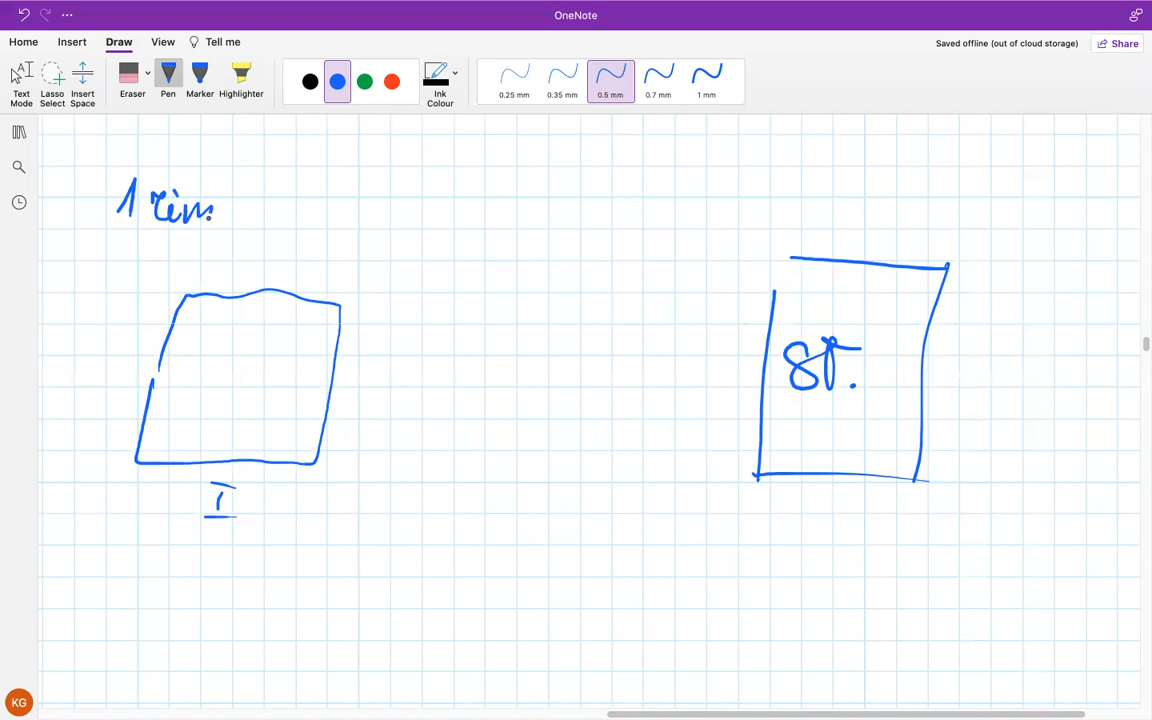 OneNote
Home Insert Draw View Tell me
Saved offline (out of cloud storage) Share
Text Mode
Lasso Select
Insert Space
Eraser
Pen
Marker
Highlighter
Ink Colour
0.25 mm
0.35 mm
0.5 mm
0.7 mm
1 mm
1
I
KG